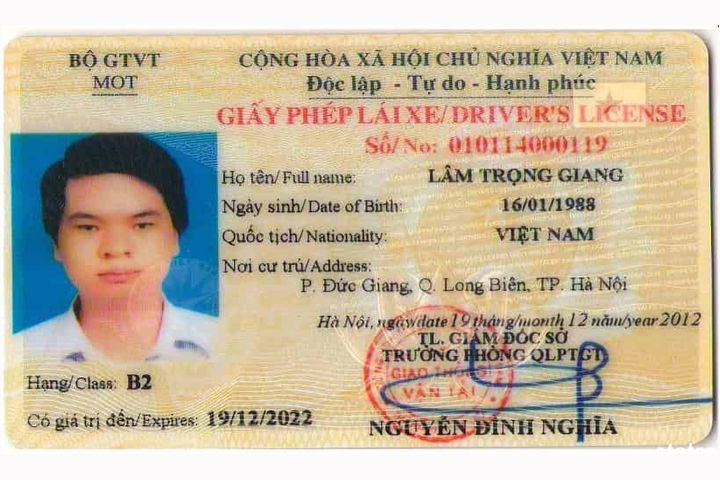 BỘ GTVT
MOT
CỘNG HÒA XÃ HỘI CHỦ NGHĨA VIỆT NAM
Độc lập - Tự do - Hạnh phúc
GIẤY PHÉP LÁI XE/DRIVER'S LICENSE
Số/No: 010114000119
Họ tên/Full name: LÂM TRỌNG GIANG
Ngày sinh/Date of Birth: 16/01/1988
Quốc tịch/Nationality: VIỆT NAM
Nơi cư trú/Address:
P. Đức Giang, Q. Long Biên, TP. Hà Nội
Hà Nội, ngày/date 19 tháng/month 12 năm/year 2012
TL. GIÁM ĐỐC SỞ
TRƯỞNG PHÒNG QLPTGT
GIAO THÔNG
VẬN TẢI
Hạng/Class: B2
Có giá trị đến/Expires: 19/12/2022
NGUYỄN ĐÌNH NGHĨA